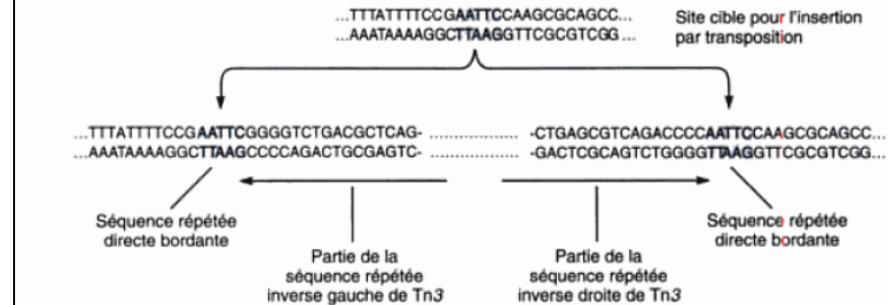 ...TTTATTTTCCGAATTCCAAGCGCAGCC...
...AAATAAAAGGCTTAAGGTTCGCGTCGG...
Site cible pour l'insertion
par transposition
...TTTATTTTCCGAATTCGGGGTCTGACGCTCAG- .................. -CTGAGCGTCAGACCCCAATTCCAAGCGCAGCC...
...AAATAAAAGGCTTAAGCCCCAGACTGCGAGTC- .................. -GACTCGCAGTCTGGGGTTAAGGTTCGCGTCGG...
Séquence répétée
directe bordante
Partie de la
séquence répétée
inverse gauche de Tn3
Partie de la
séquence répétée
inverse droite de Tn3
Séquence répétée
directe bordante